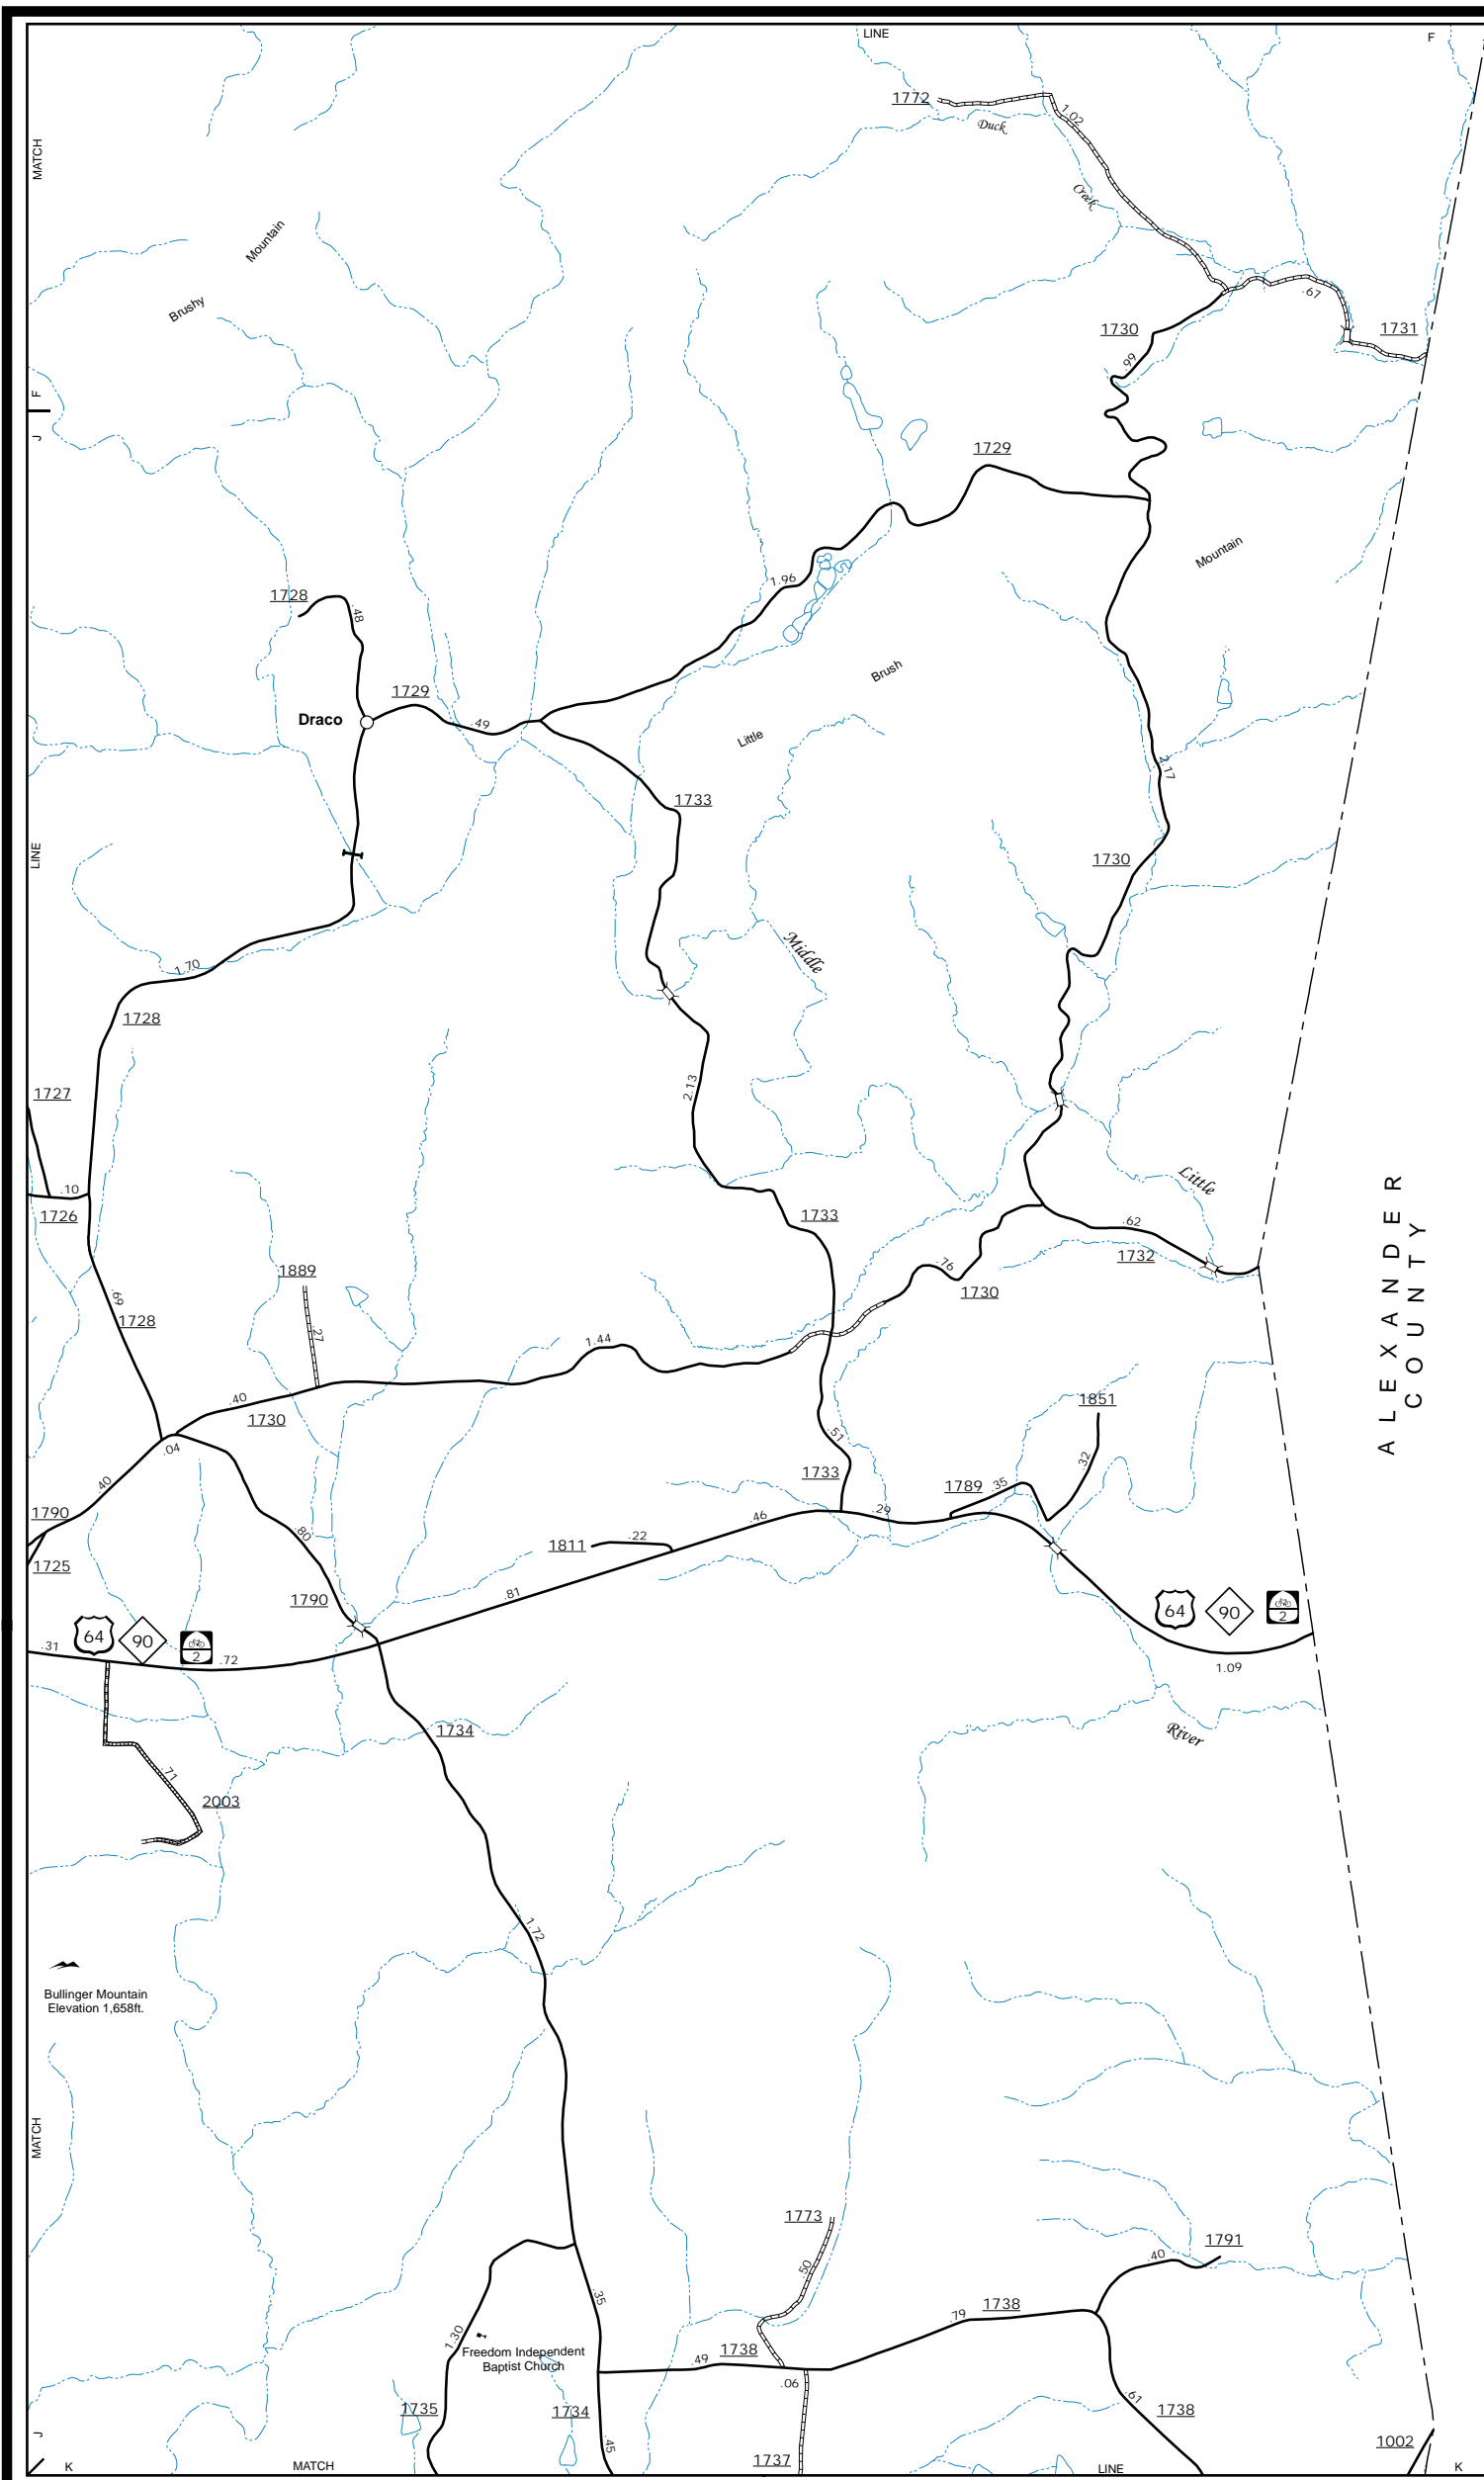 LINE
F
1772
1.02
Duck
MATCH
Creek
Mountain
.67
Brushy
1730
1731
.99
F
J
1729
Mountain
1.96
1728
.48
Brush
1729
Draco
.49
Little
2.17
1733
LINE
1730
Middle
1.70
1728
2.13
1727
Little
.10
1726
1733
.62
1732
ALEXANDER
COUNTY
.76
1889
1730
.69
1728
.27
1.44
.40
1730
1851
.04
.51
.32
1733
.40
1789
.35
1790
.29
.46
.80
.22
1811
1725
.81
1790
64
90
2
64
90
2
.31
.72
1.09
1734
River
.71
2003
1.72
Bullinger Mountain
Elevation 1,658ft.
MATCH
1773
1791
.40
.50
.35
1738
.79
1.30
Freedom Independent
Baptist Church
1738
.49
.06
.61
1735
1734
1738
J
.45
1002
K
MATCH
1737
LINE
K